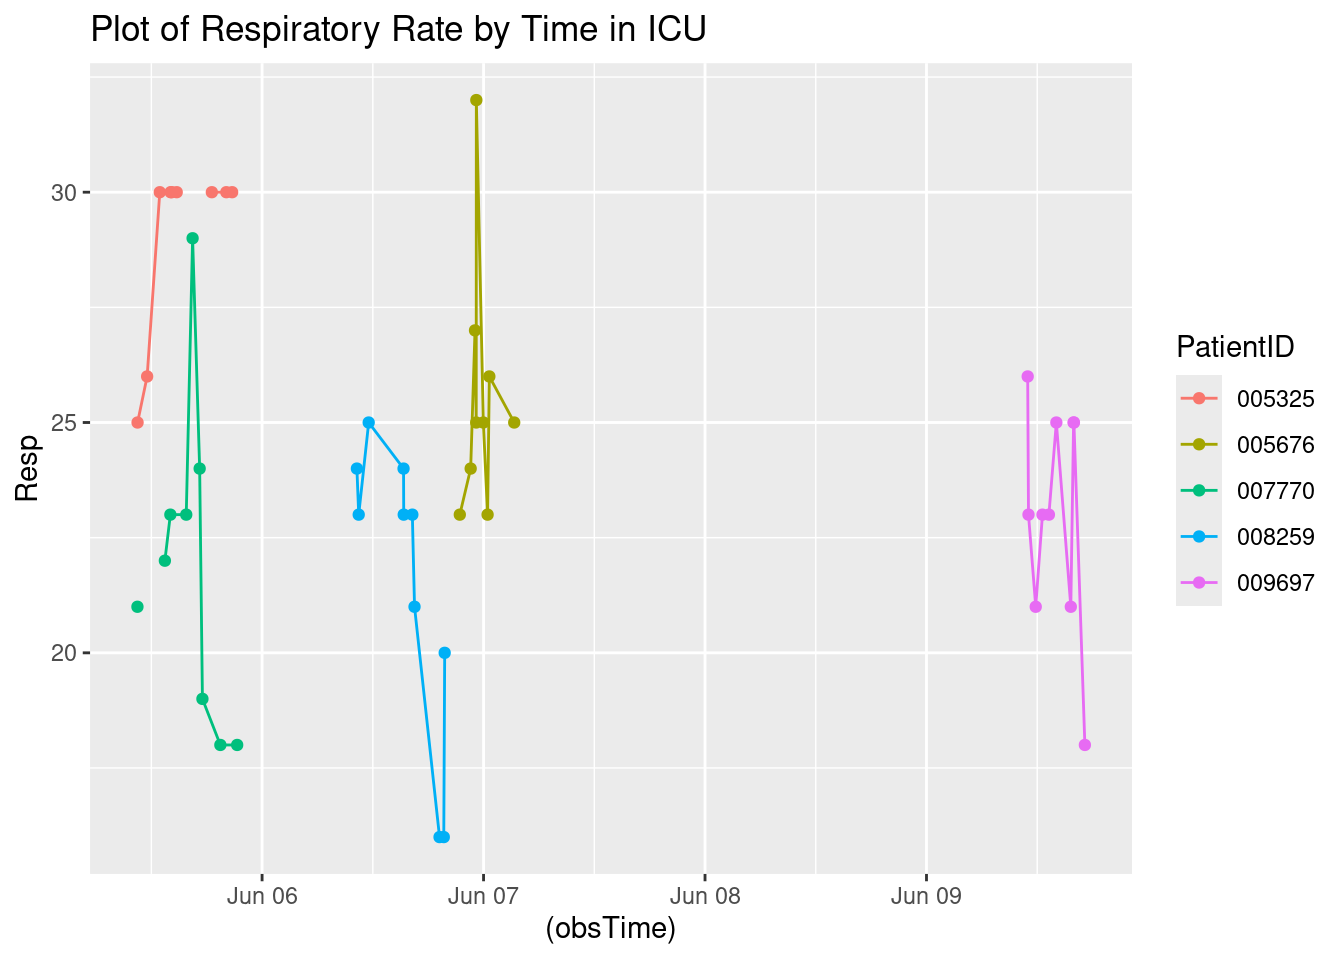 Plot of Respiratory Rate by Time in ICU
30
25
20
Resp
Jun 06
Jun 07
Jun 08
Jun 09
(obsTime)
PatientID
005325
005676
007770
008259
009697